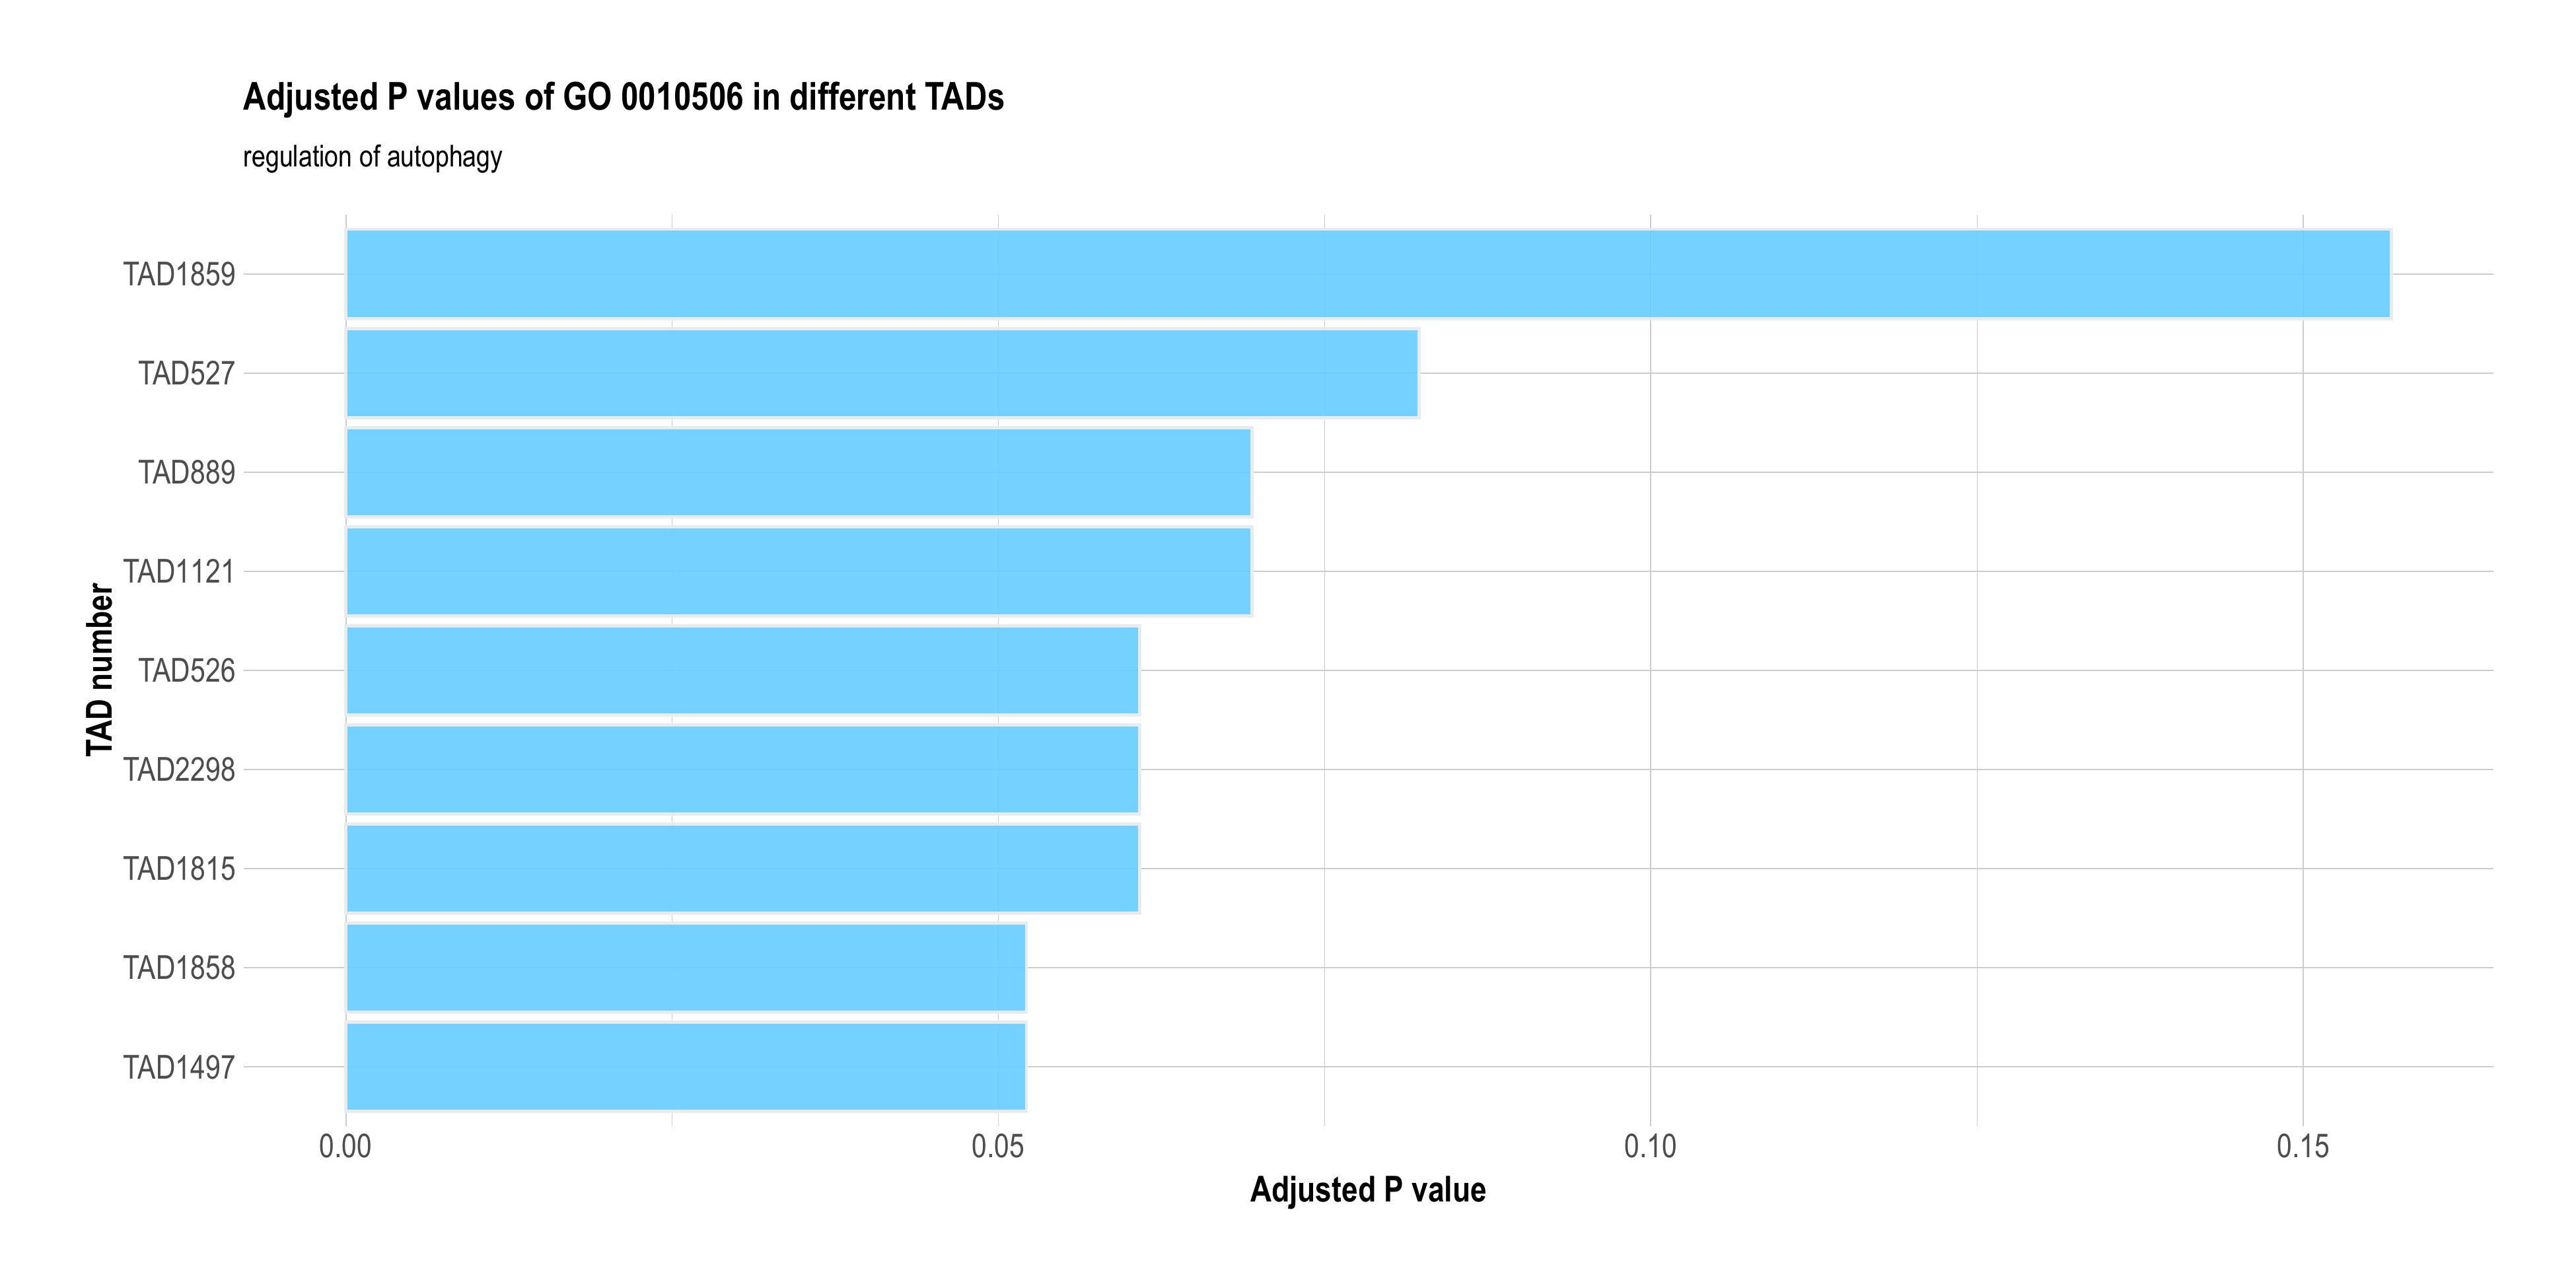 Adjusted P values of GO 0010506 in different TADs
regulation of autophagy
TAD number
TAD1859
TAD527
TAD889
TAD1121
TAD526
TAD2298
TAD1815
TAD1858
TAD1497
0.00 0.05 0.10 0.15
Adjusted P value